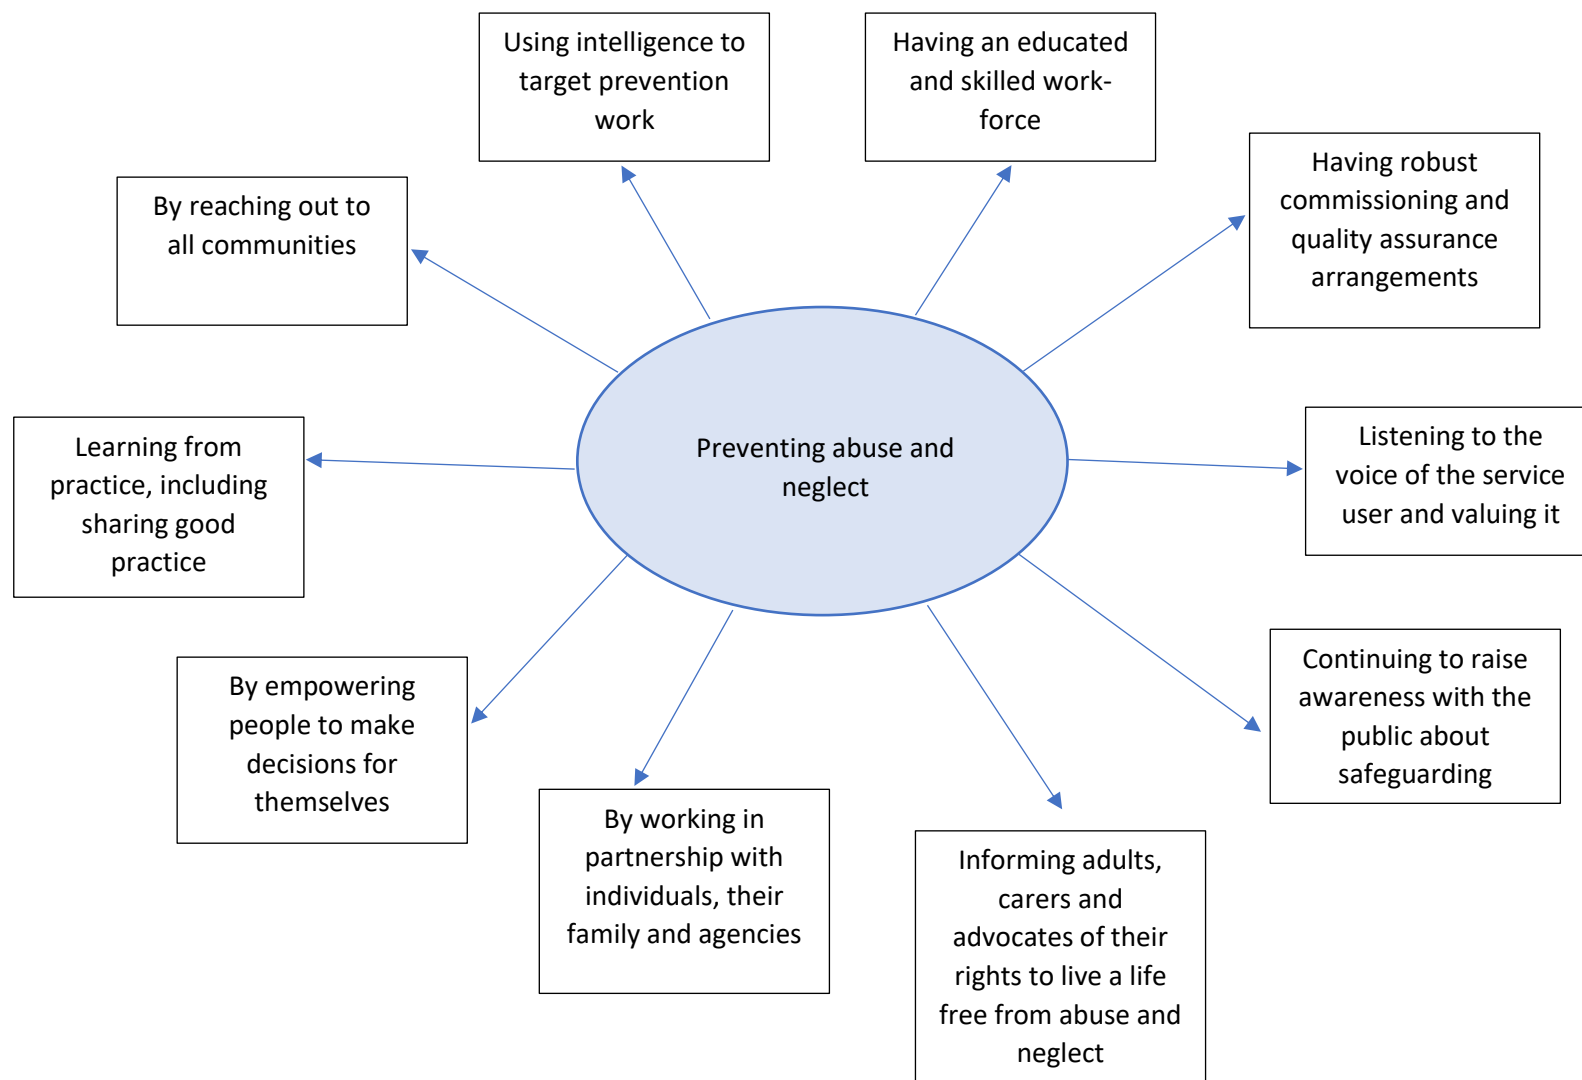 Using intelligence to
target prevention
work
Having an educated
and skilled work-
force
Having robust
commissioning and
quality assurance
arrangements
By reaching out to
all communities
Preventing abuse and
neglect
Listening to the
voice of the service
user and valuing it
Learning from
practice, including
sharing good
practice
Continuing to raise
awareness with the
public about
safeguarding
By empowering
people to make
decisions for
themselves
By working in
partnership with
individuals, their
family and agencies
Informing adults,
carers and
advocates of their
rights to live a life
free from abuse and
neglect